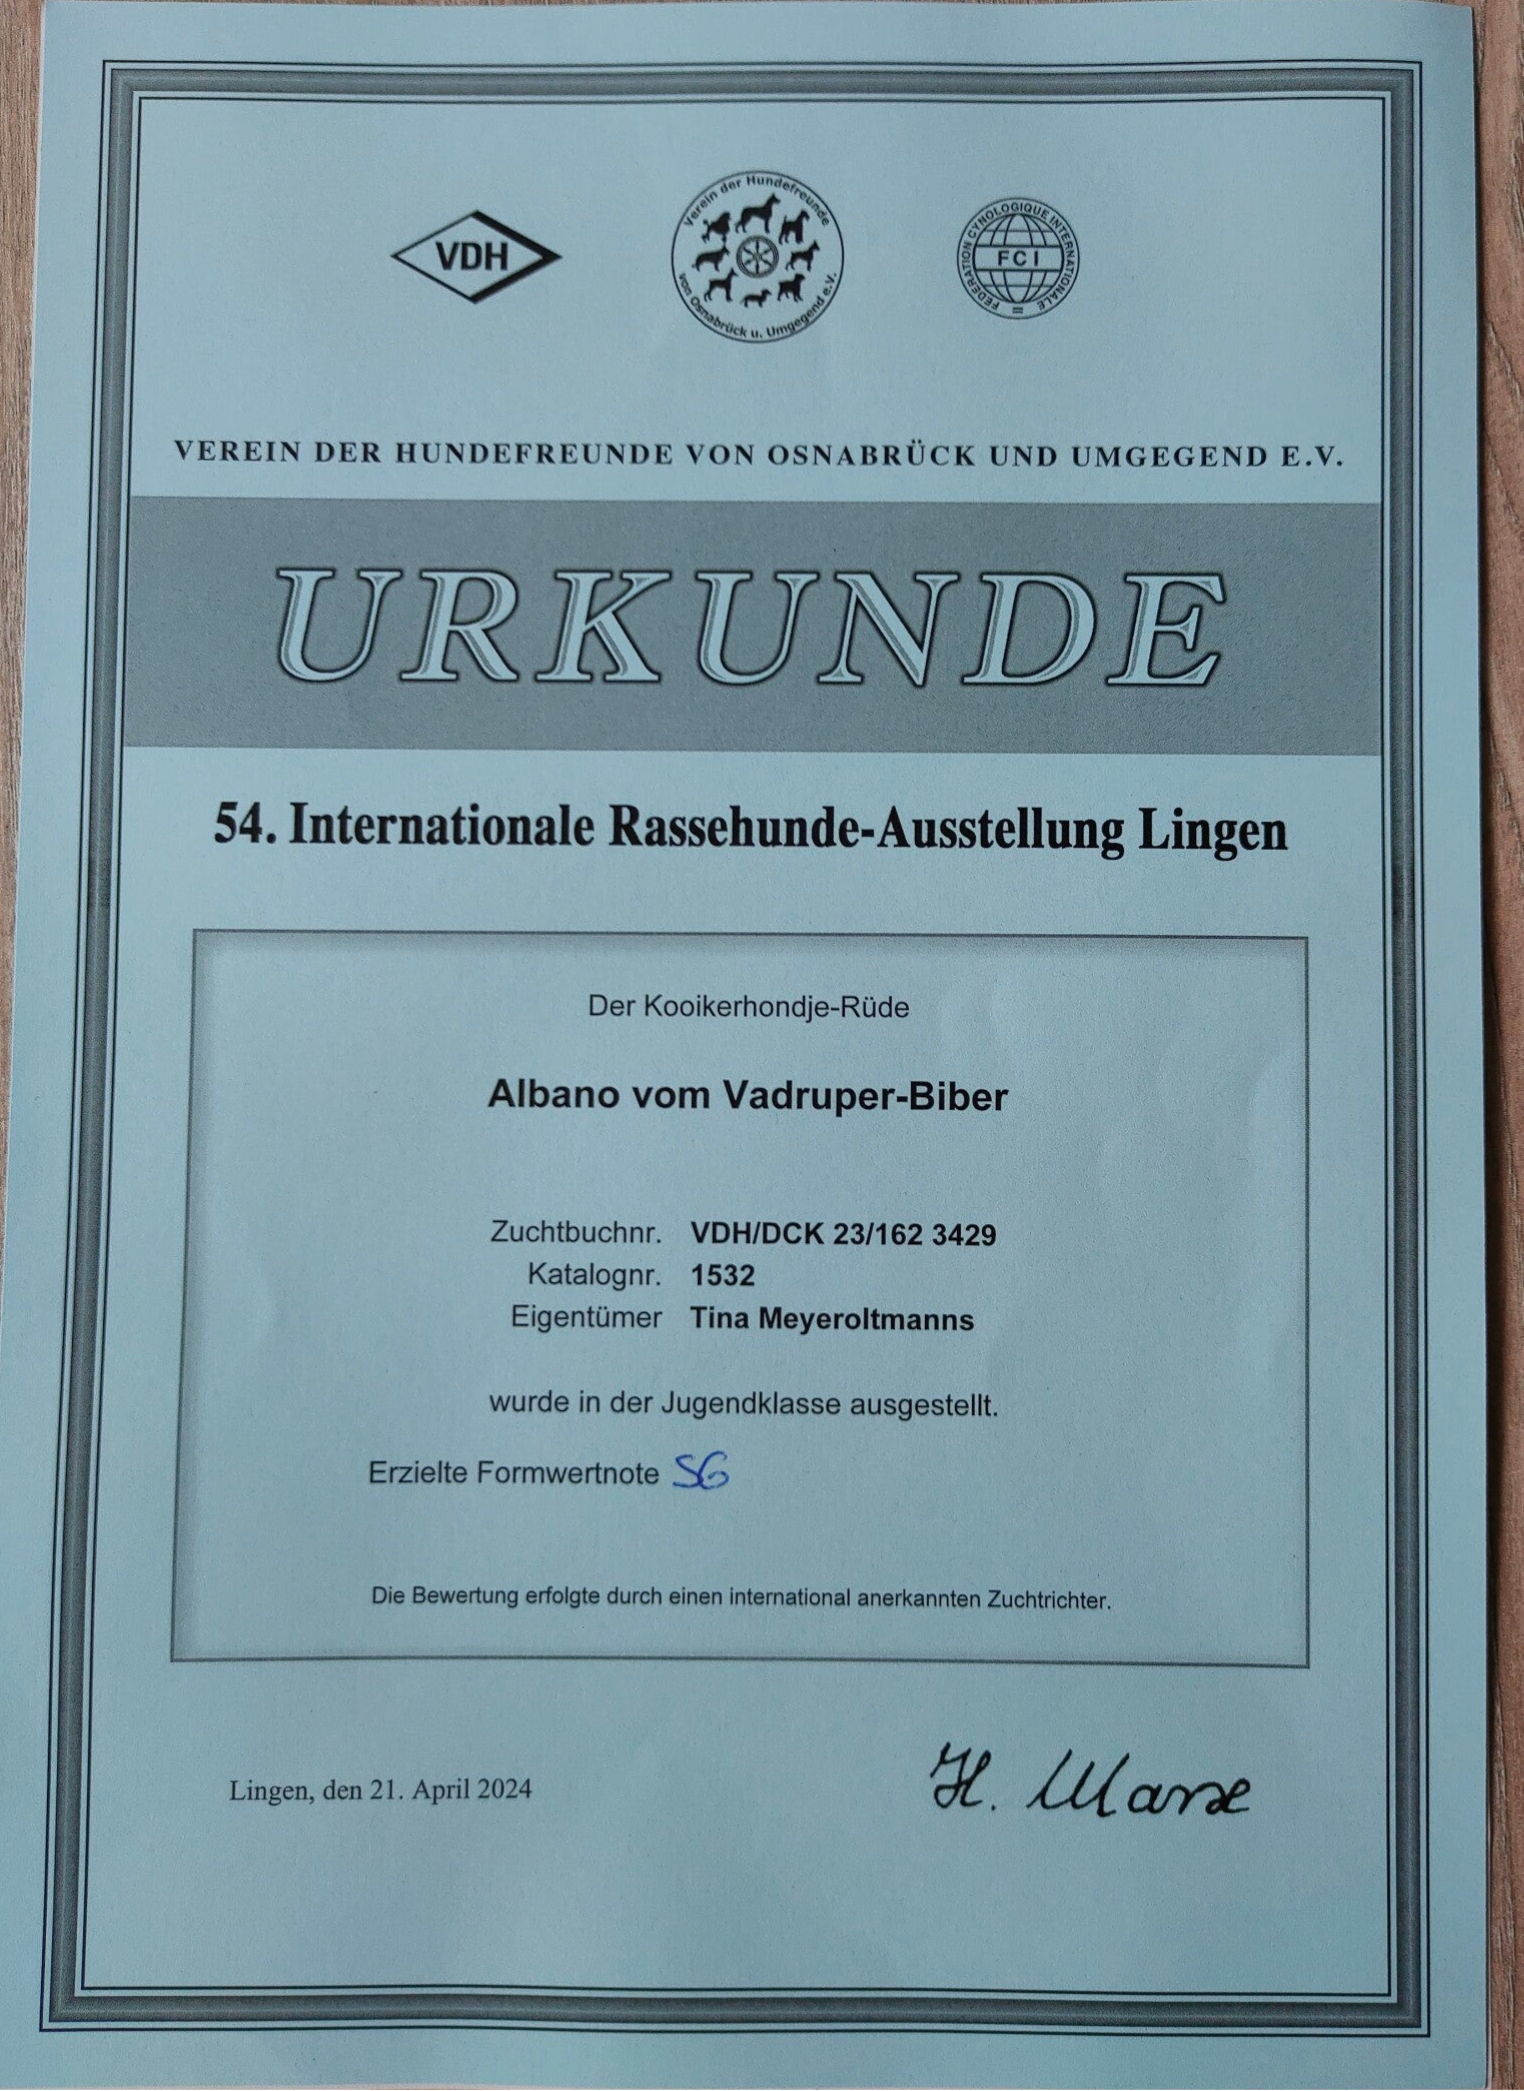 VDH
Verein der Hundefreunde
von Osnabrück u. Umgegend e.V.
FEDERATION CYNOLOGIQUE INTERNATIONALE
FCI
VEREIN DER HUNDEFREUNDE VON OSNABRÜCK UND UMGEGEND E.V.
URKUNDE
54. Internationale Rassehunde-Ausstellung Lingen
Der Kooikerhondje-Rüde
Albano vom Vadruper-Biber
Zuchtbuchnr. VDH/DCK 23/162 3429
Katalognr. 1532
Eigentümer Tina Meyeroltmanns
wurde in der Jugendklasse ausgestellt.
Erzielte Formwertnote SG
Die Bewertung erfolgte durch einen international anerkannten Zuchtrichter.
Lingen, den 21. April 2024